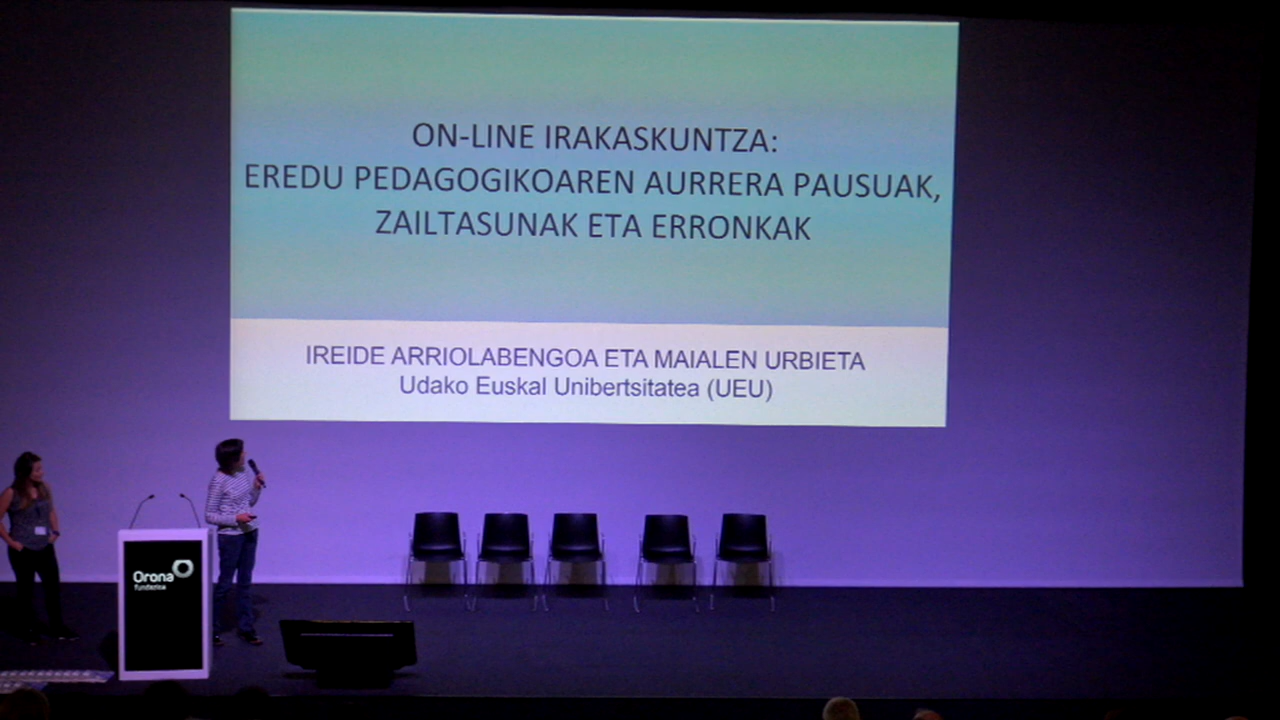 ON-LINE IRAKASKUNTZA:
EREDU PEDAGOGIKOAREN AURRERA PAUSUAK,
ZAILTASUNAK ETA ERRONKAK
IREIDE ARRIOLABENGOA ETA MAIALEN URBIETA
Udako Euskal Unibertsitatea (UEU)
Orona
fundazioa